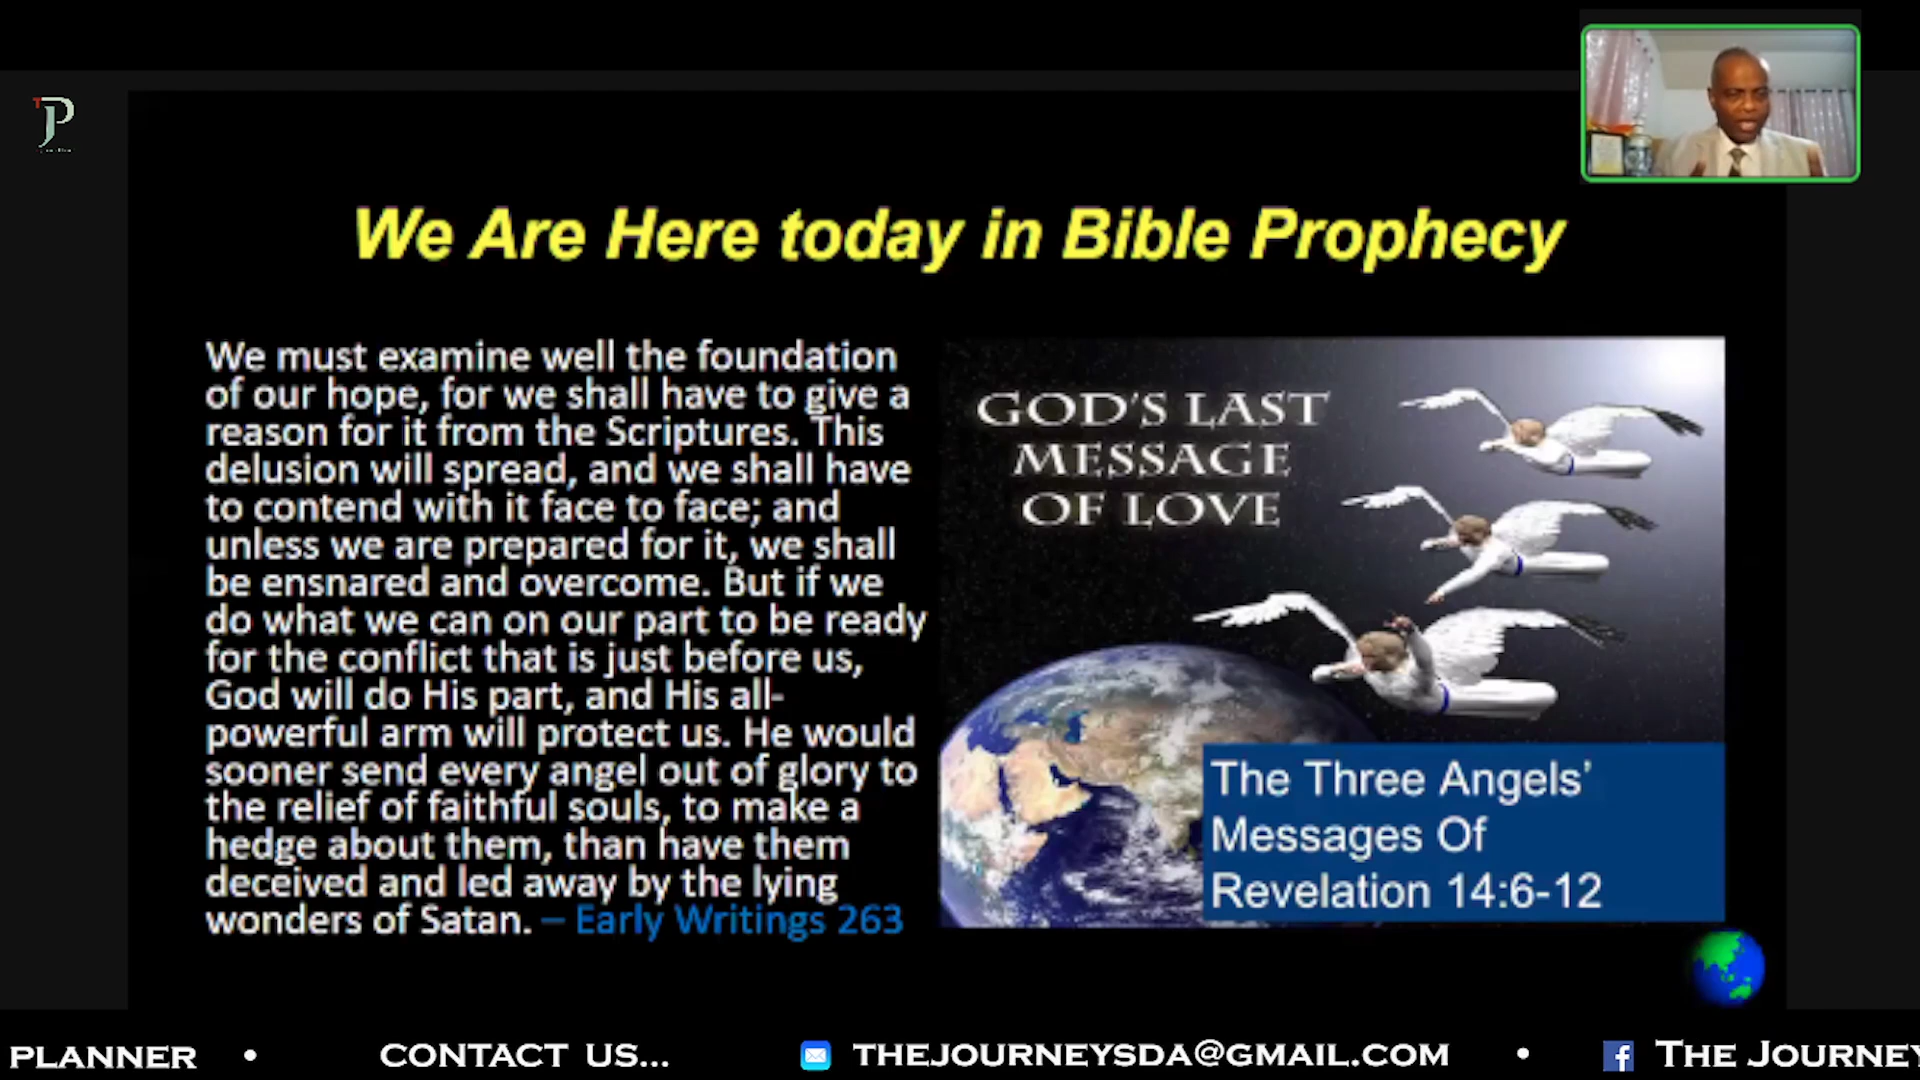 TJP
We Are Here today in Bible Prophecy
We must examine well the foundation
of our hope, for we shall have to give a
reason for it from the Scriptures. This
delusion will spread, and we shall have
to contend with it face to face; and
unless we are prepared for it, we shall
be ensnared and overcome. But if we
do what we can on our part to be ready
for the conflict that is just before us,
God will do His part, and His all-
powerful arm will protect us. He would
sooner send every angel out of glory to
the relief of faithful souls, to make a
hedge about them, than have them
deceived and led away by the lying
wonders of Satan. – Early Writings 263
GOD'S LAST
MESSAGE
OF LOVE
The Three Angels’
Messages Of
Revelation 14:6-12
PLANNER • CONTACT US... THEJOURNEYSDA@GMAIL.COM • THE JOURNEY